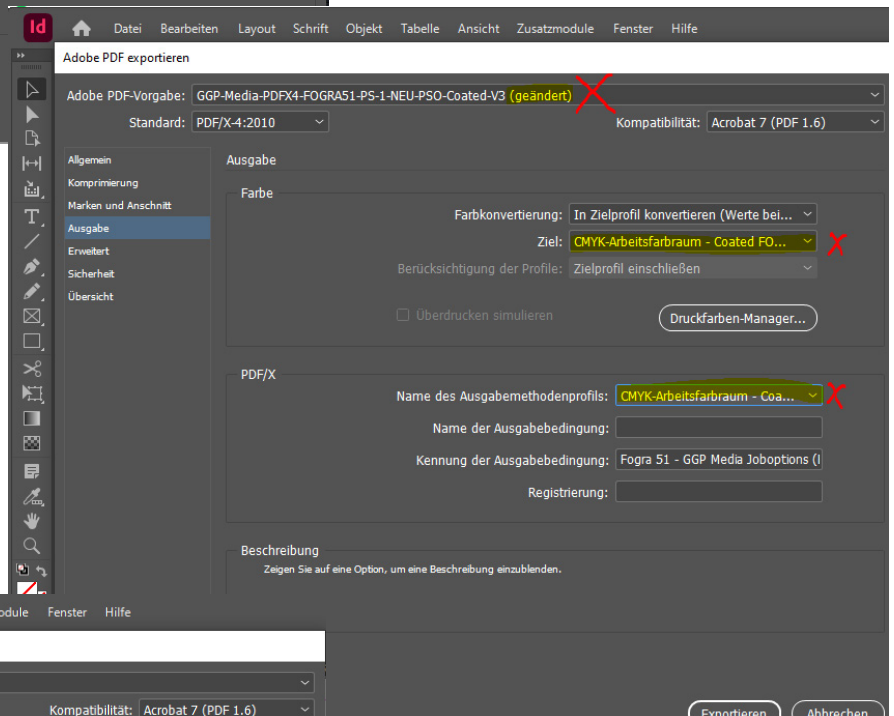 Id Datei Bearbeiten Layout Schrift Objekt Tabelle Ansicht Zusatzmodule Fenster Hilfe
Adobe PDF exportieren
Adobe PDF-Vorgabe: GGP-Media-PDFX4-FOGRA51-PS-1-NEU-PSO-Coated-V3 (geändert)
Standard: PDF/X-4:2010 Kompatibilität: Acrobat 7 (PDF 1.6)
Allgemein
Komprimierung
Marken und Anschnitt
Ausgabe
Erweitert
Sicherheit
Übersicht
Ausgabe
Farbe
Farbkonvertierung: In Zielprofil konvertieren (Werte bei...
Ziel: CMYK-Arbeitsfarbraum - Coated FO...
Berücksichtigung der Profile: Zielprofil einschließen
Überdrucken simulieren Druckfarben-Manager...
PDF/X
Name des Ausgabemethodenprofils: CMYK-Arbeitsfarbraum - Coa...
Name der Ausgabebedingung:
Kennung der Ausgabebedingung: Fogra 51 - GGP Media Joboptions (
Registrierung:
Beschreibung
Zeigen Sie auf eine Option, um eine Beschreibung einzublenden.
Fenster Hilfe
Kompatibilität: Acrobat 7 (PDF 1.6)
Exportieren Abbrechen